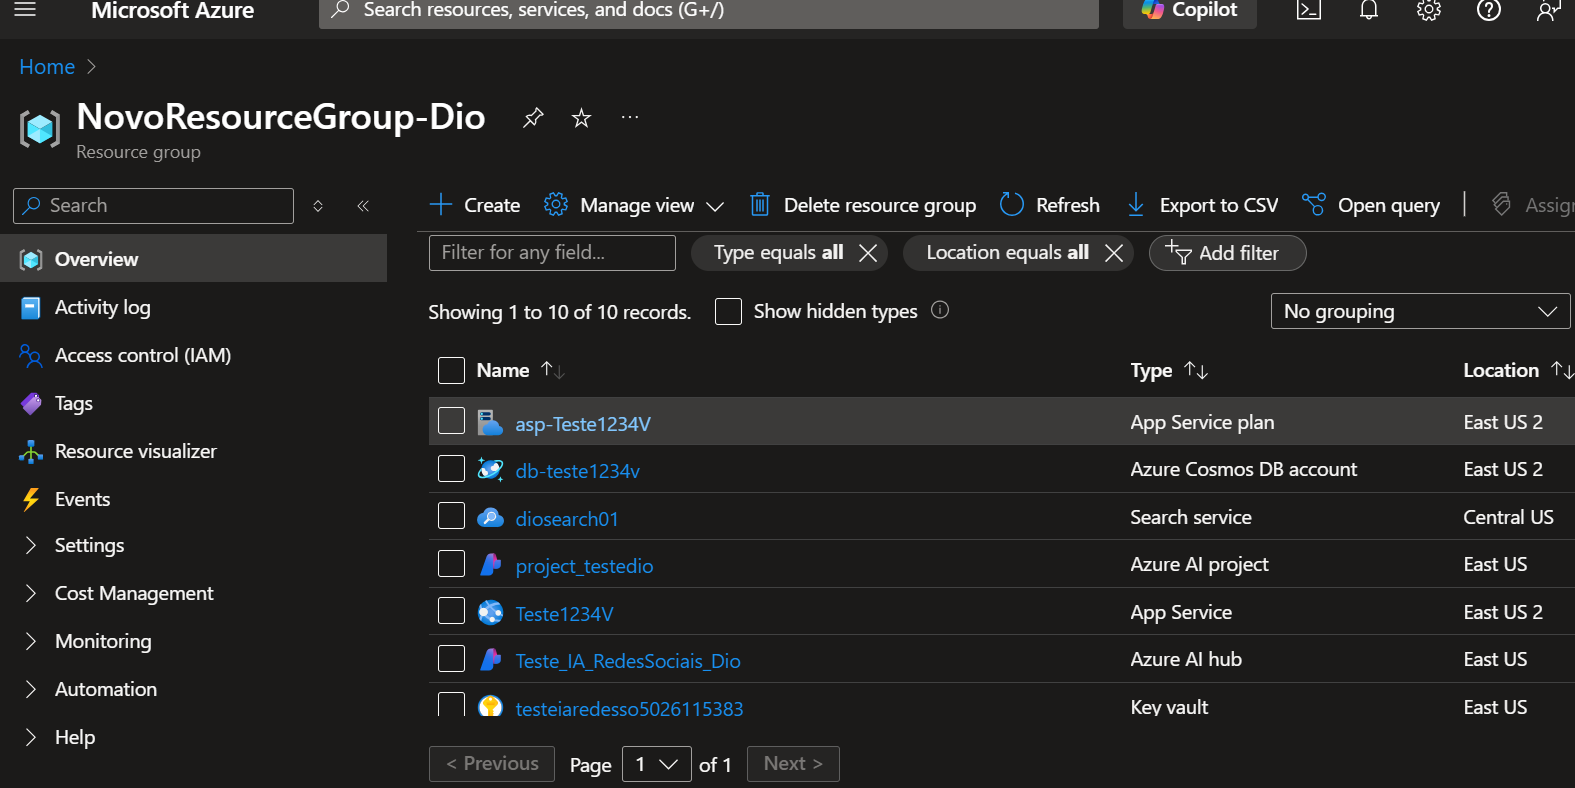 Microsoft Azure
Search resources, services, and docs (G+/)
Copilot
Home
NovoResourceGroup-Dio
Resource group
Search
Overview
Activity log
Access control (IAM)
Tags
Resource visualizer
Events
Settings
Cost Management
Monitoring
Automation
Help
Create Manage view Delete resource group Refresh Export to CSV Open query Assig
Filter for any field... Type equals all Location equals all Add filter
Showing 1 to 10 of 10 records. Show hidden types No grouping
Name Type Location
asp-Teste1234V App Service plan East US 2
db-teste1234v Azure Cosmos DB account East US 2
diosearch01 Search service Central US
project_testedio Azure AI project East US
Teste1234V App Service East US 2
Teste_IA_RedesSociais_Dio Azure AI hub East US
testeiaredesso5026115383 Key vault East US
< Previous Page 1 of 1 Next >